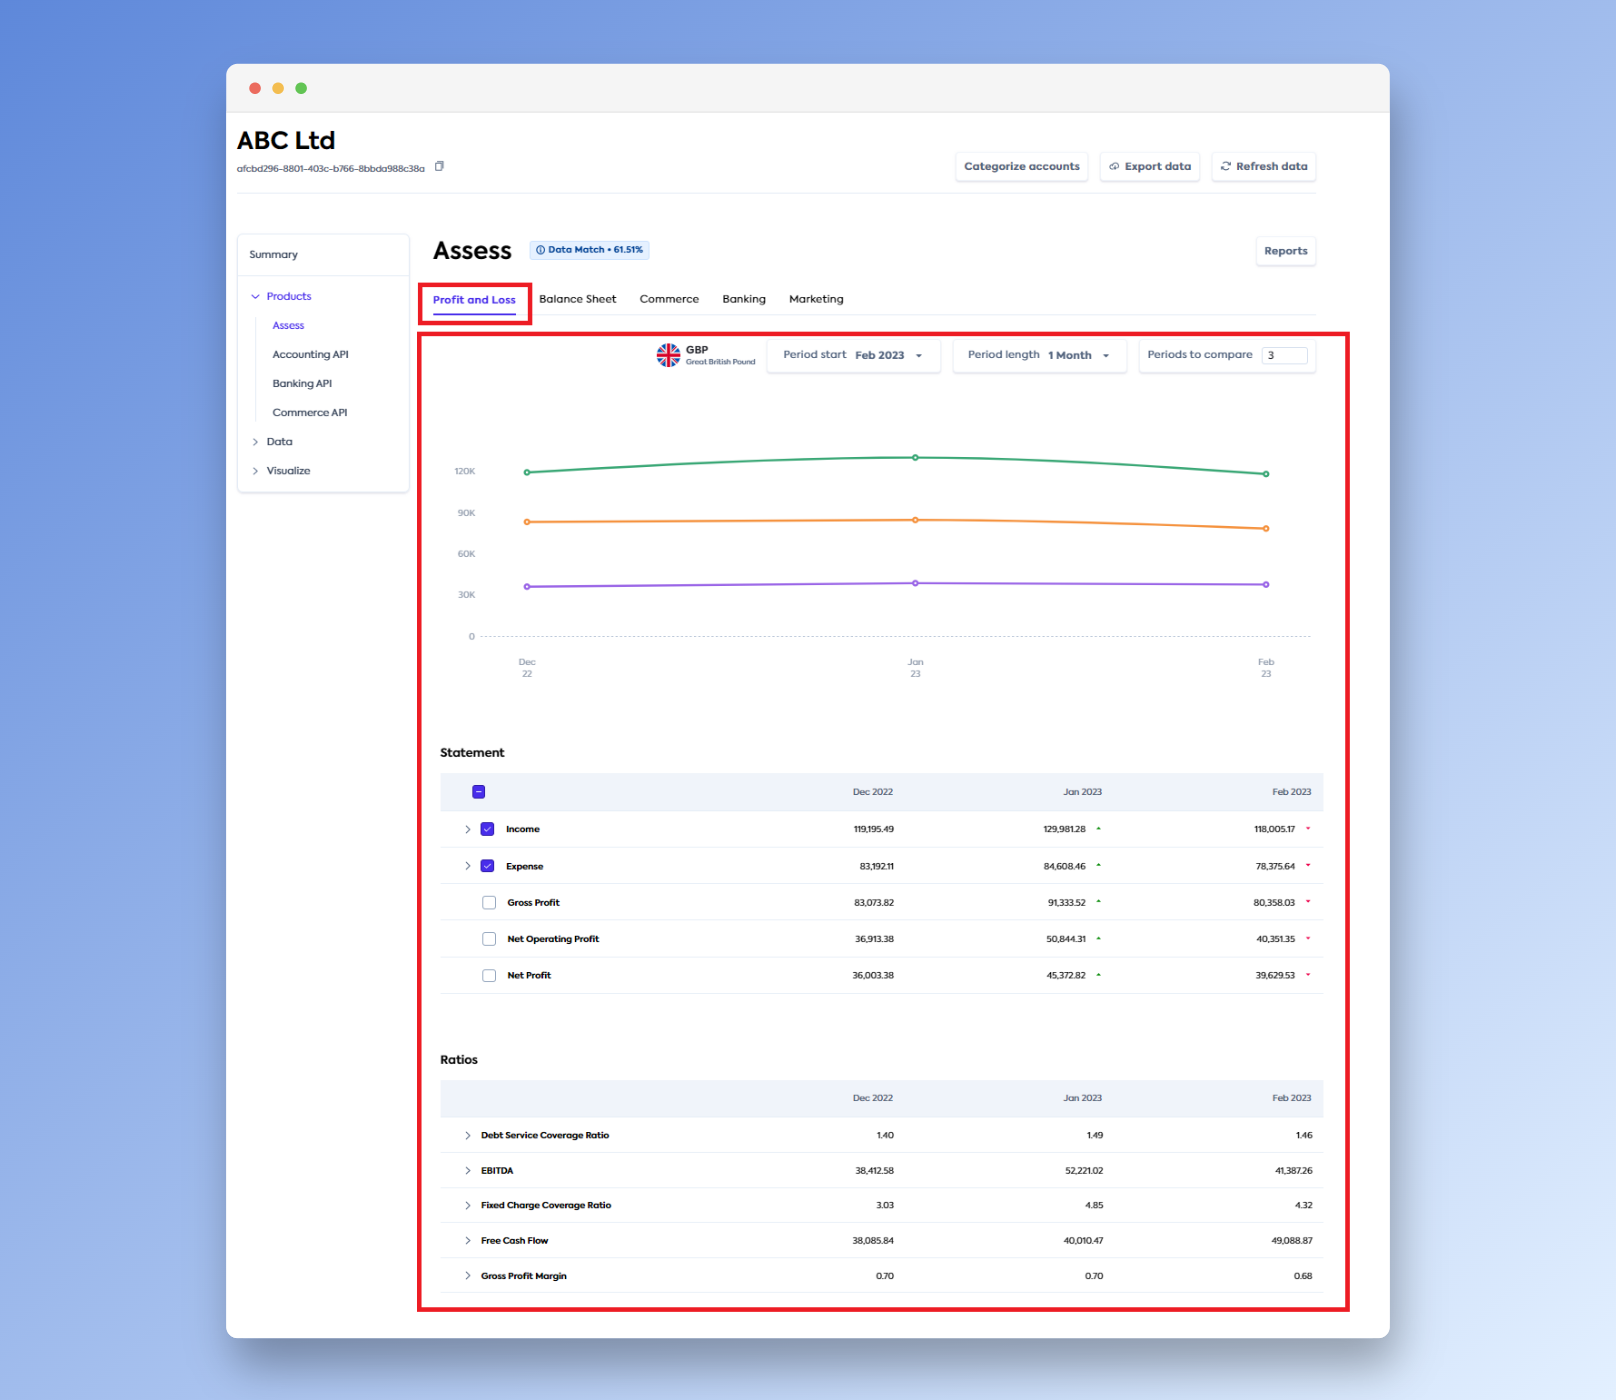 ABC Ltd
afcbd296-8801-403c-b766-8bbda988c38a
Categorize accounts
Export data
Refresh data
Summary
Products
Assess
Accounting API
Banking API
Commerce API
Data
Visualize
Assess
Data Match • 61.51%
Reports
Profit and Loss
Balance Sheet
Commerce
Banking
Marketing
GBP
Great British Pound
Period start Feb 2023
Period length 1 Month
Periods to compare 3
120K
90K
60K
30K
0
Dec
22
Jan
23
Feb
23
Statement
Dec 2022 Jan 2023 Feb 2023
Income 119,195.49 129,981.28 118,005.17
Expense 83,192.11 84,608.46 78,375.64
Gross Profit 83,073.82 91,333.52 80,358.03
Net Operating Profit 36,913.38 50,844.31 40,351.35
Net Profit 36,003.38 45,372.82 39,629.53
Ratios
Dec 2022 Jan 2023 Feb 2023
Debt Service Coverage Ratio 1.40 1.49 1.46
EBITDA 38,412.58 52,221.02 41,387.26
Fixed Charge Coverage Ratio 3.03 4.85 4.32
Free Cash Flow 38,085.84 40,010.47 49,088.87
Gross Profit Margin 0.70 0.70 0.68